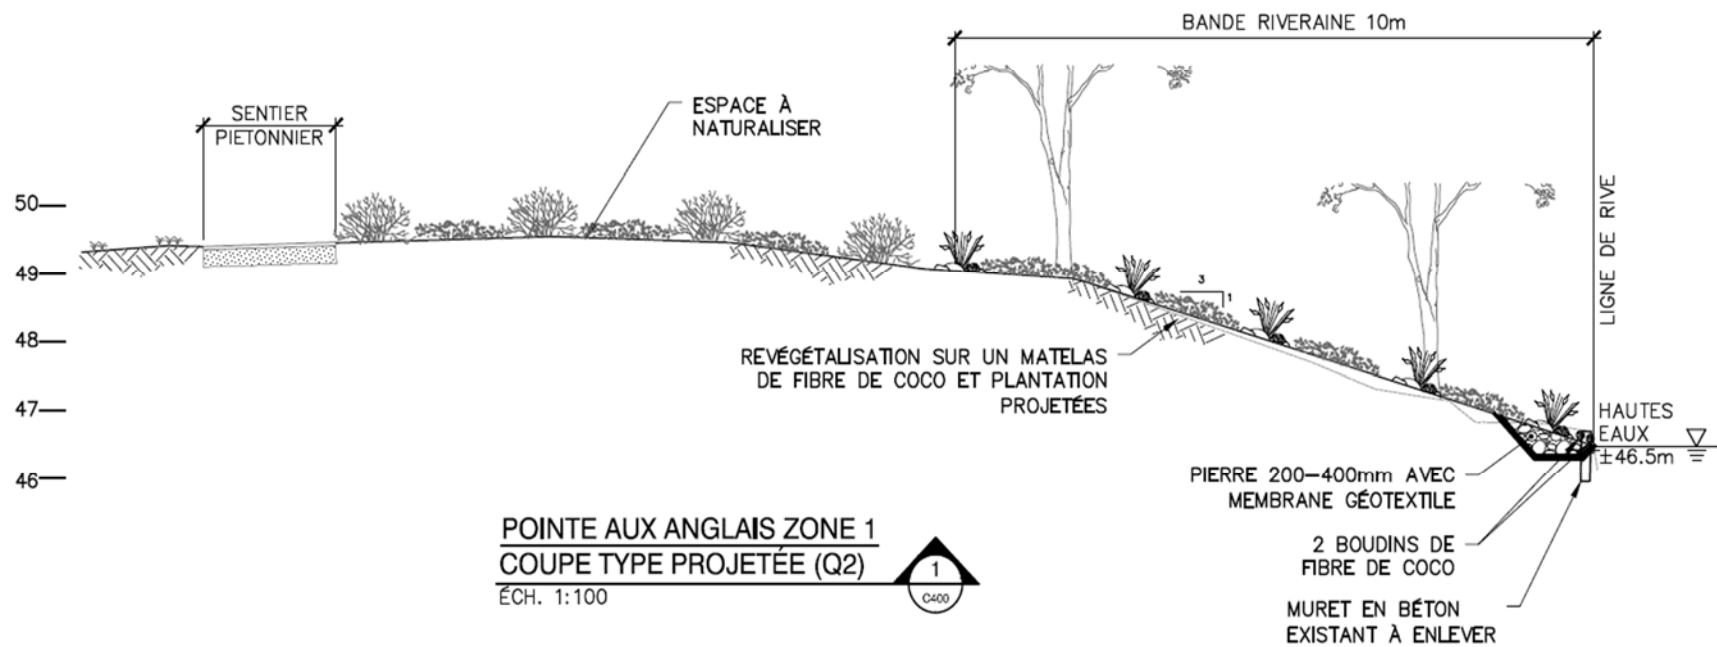 BANDE RIVERAINE 10m
SENTIER
PIETONNIER
ESPACE À
NATURALISER
50
49
48
47
46
3
1
LIGNE DE RIVE
REVÉGÉTALISATION SUR UN MATELAS
DE FIBRE DE COCO ET PLANTATION
PROJETÉES
HAUTES
EAUX
±46.5m
PIERRE 200-400mm AVEC
MEMBRANE GÉOTEXTILE
2 BOUDINS DE
FIBRE DE COCO
MURET EN BÉTON
EXISTANT À ENLEVER
POINTE AUX ANGLAIS ZONE 1
COUPE TYPE PROJETÉE (Q2)
ÉCH. 1:100
1
C400